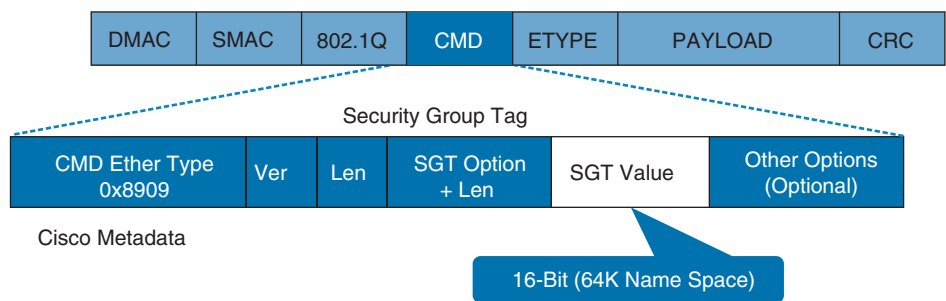 DMAC SMAC 802.1Q CMD ETYPE PAYLOAD CRC
Security Group Tag
CMD Ether Type
0x8909
Ver
Len
SGT Option
+ Len
SGT Value
Other Options
(Optional)
Cisco Metadata
16-Bit (64K Name Space)